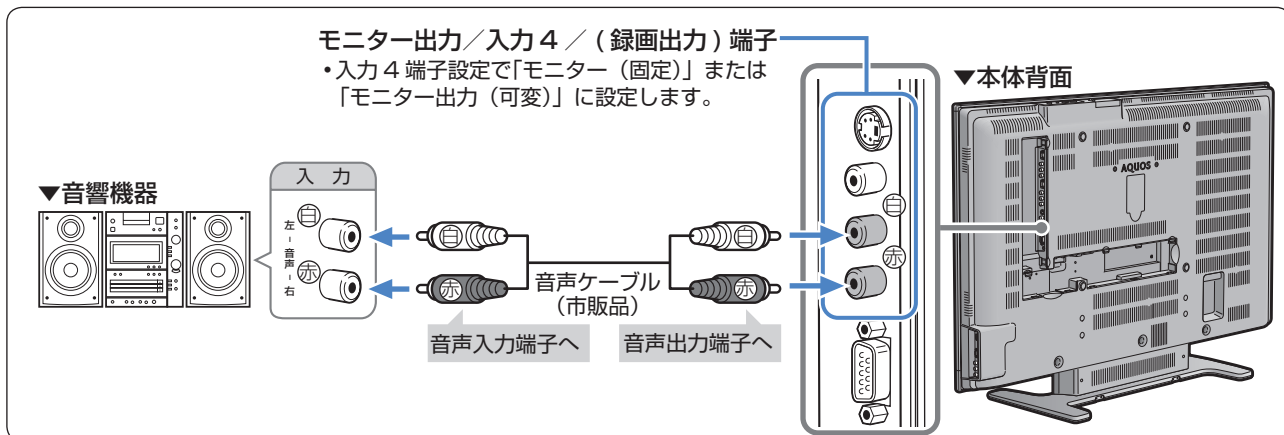 モニター出力／入力4／(録画出力)端子
•入力4端子設定で「モニター（固定）」または
「モニター出力（可変）」に設定します。
▼本体背面
AQUOS
▼音響機器
入 力
白
左-音声-右
赤
白
赤
音声ケーブル
(市販品)
白
赤
白
赤
音声入力端子へ
音声出力端子へ